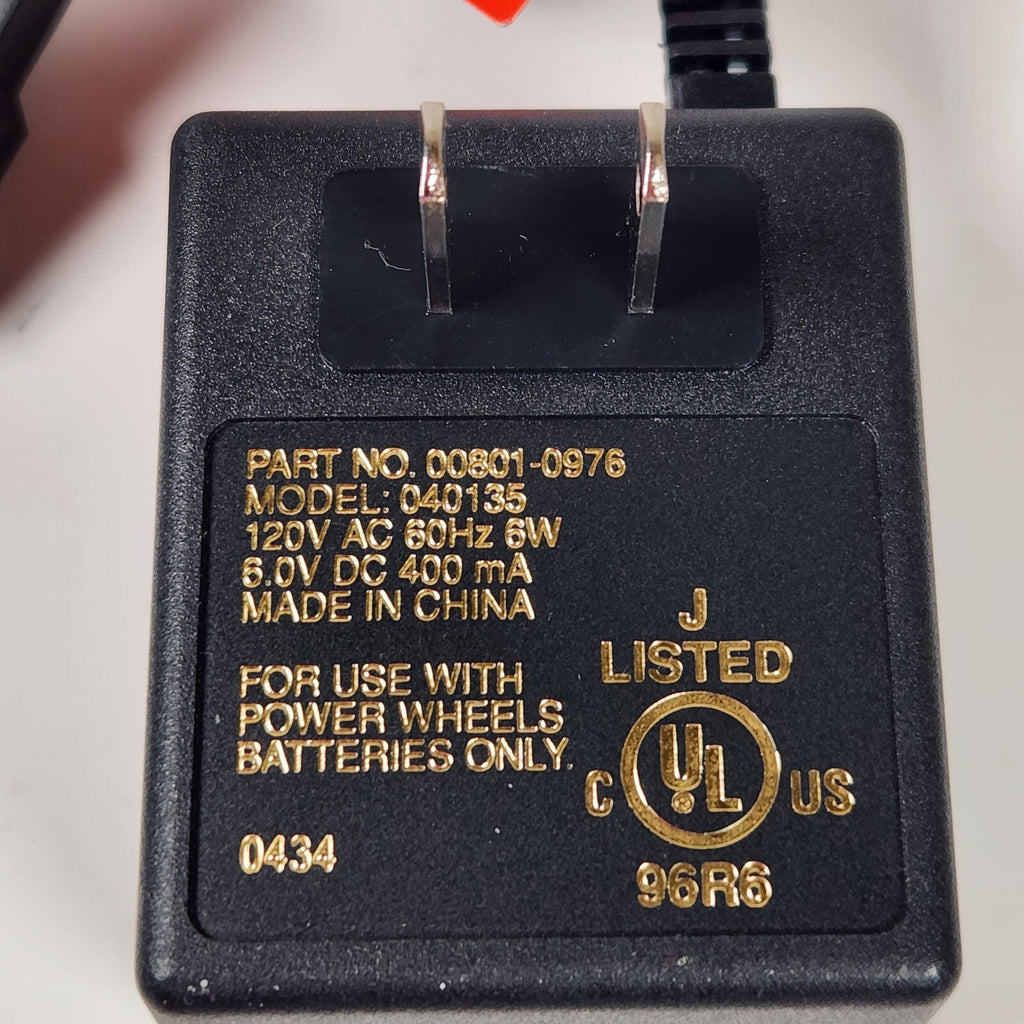 PART NO. 00801-0976
MODEL: 040135
120V AC 60Hz 6W
6.0V DC 400 mA
MADE IN CHINA
FOR USE WITH
POWER WHEELS
BATTERIES ONLY.
0434
J
LISTED
C UL ® US
96R6